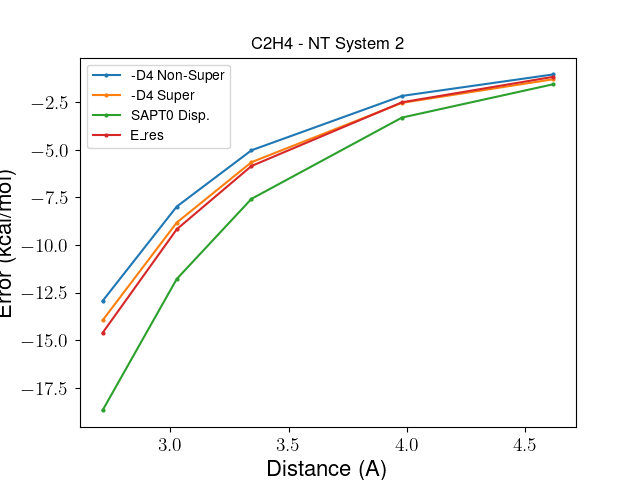 C2H4 - NT System 2
-D4 Non-Super
-D4 Super
SAPT0 Disp.
E_res
−2.5
−5.0
−7.5
−10.0
−12.5
−15.0
−17.5
Error (kcal/mol)
3.0 3.5 4.0 4.5
Distance (A)